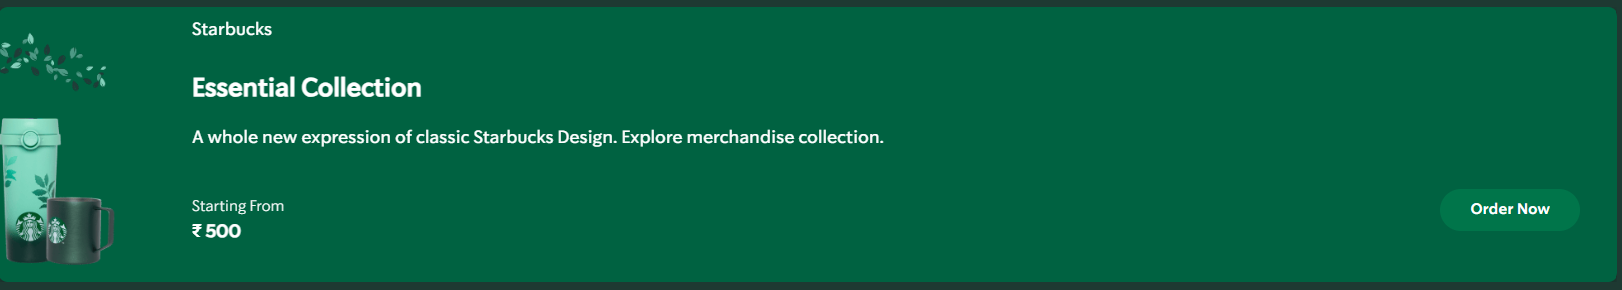 Starbucks
Essential Collection
A whole new expression of classic Starbucks Design. Explore merchandise collection.
Starting From
₹ 500
Order Now